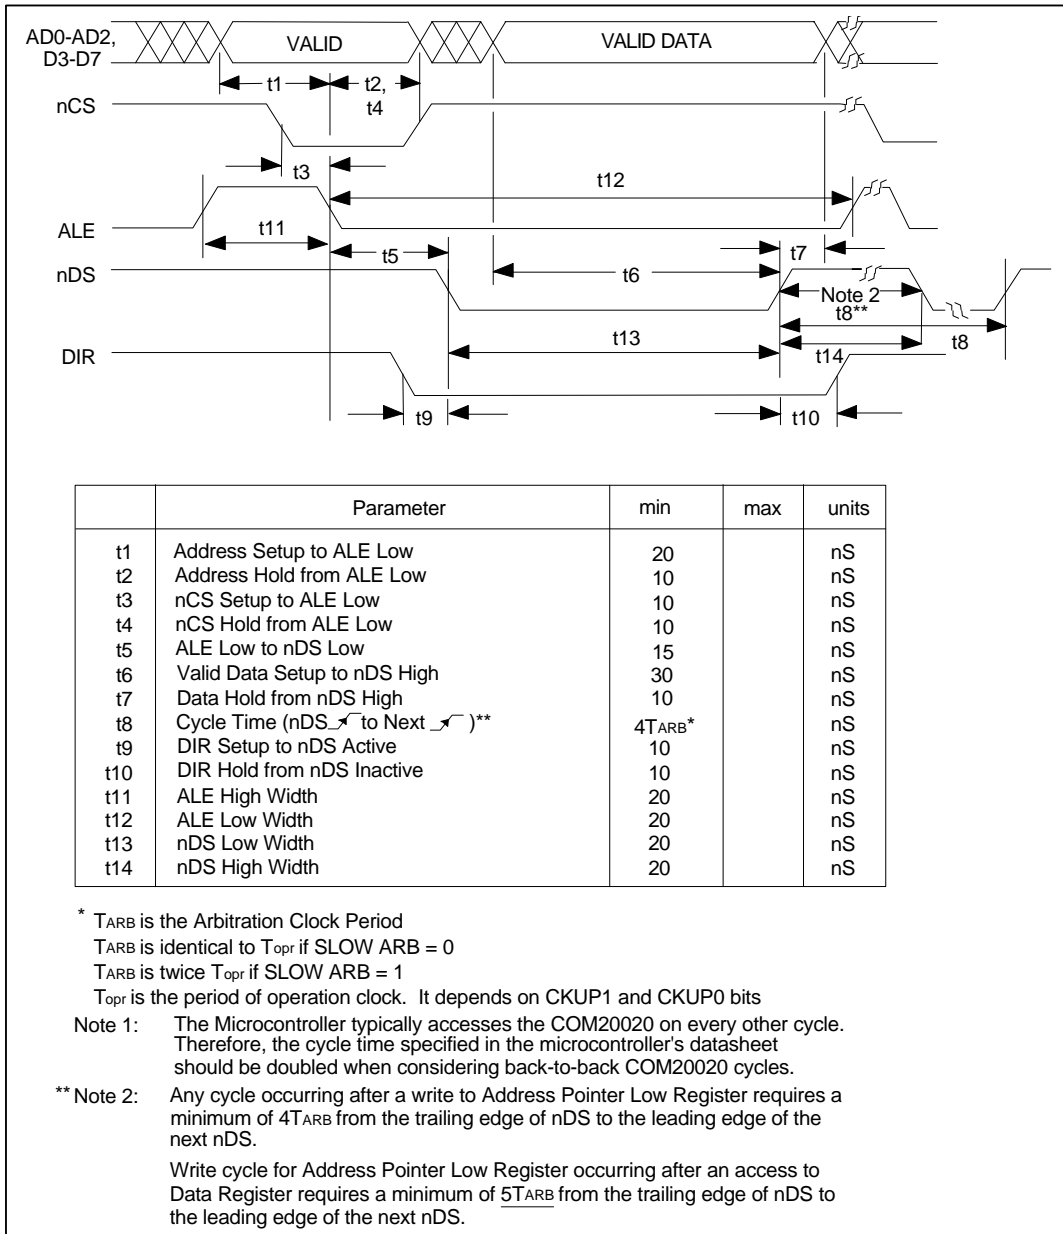 AD0-AD2,
D3-D7
VALID
VALID DATA
t1
t2,
t4
nCS
t3
t12
ALE
t11
t5
t7
nDS
t6
Note 2
t8**
t13
t8
t14
DIR
t9
t10
Parameter min max units
t1 Address Setup to ALE Low 20 nS
t2 Address Hold from ALE Low 10 nS
t3 nCS Setup to ALE Low 10 nS
t4 nCS Hold from ALE Low 10 nS
t5 ALE Low to nDS Low 15 nS
t6 Valid Data Setup to nDS High 30 nS
t7 Data Hold from nDS High 10 nS
t8 Cycle Time (nDS to Next )** 4TARB* nS
t9 DIR Setup to nDS Active 10 nS
t10 DIR Hold from nDS Inactive 10 nS
t11 ALE High Width 20 nS
t12 ALE Low Width 20 nS
t13 nDS Low Width 20 nS
t14 nDS High Width 20 nS
* TARB is the Arbitration Clock Period
TARB is identical to Topr if SLOW ARB = 0
TARB is twice Topr if SLOW ARB = 1
Topr is the period of operation clock. It depends on CKUP1 and CKUP0 bits
Note 1: The Microcontroller typically accesses the COM20020 on every other cycle.
Therefore, the cycle time specified in the microcontroller's datasheet
should be doubled when considering back-to-back COM20020 cycles.
** Note 2: Any cycle occurring after a write to Address Pointer Low Register requires a
minimum of 4TARB from the trailing edge of nDS to the leading edge of the
next nDS.
Write cycle for Address Pointer Low Register occurring after an access to
Data Register requires a minimum of 5TARB from the trailing edge of nDS to
the leading edge of the next nDS.